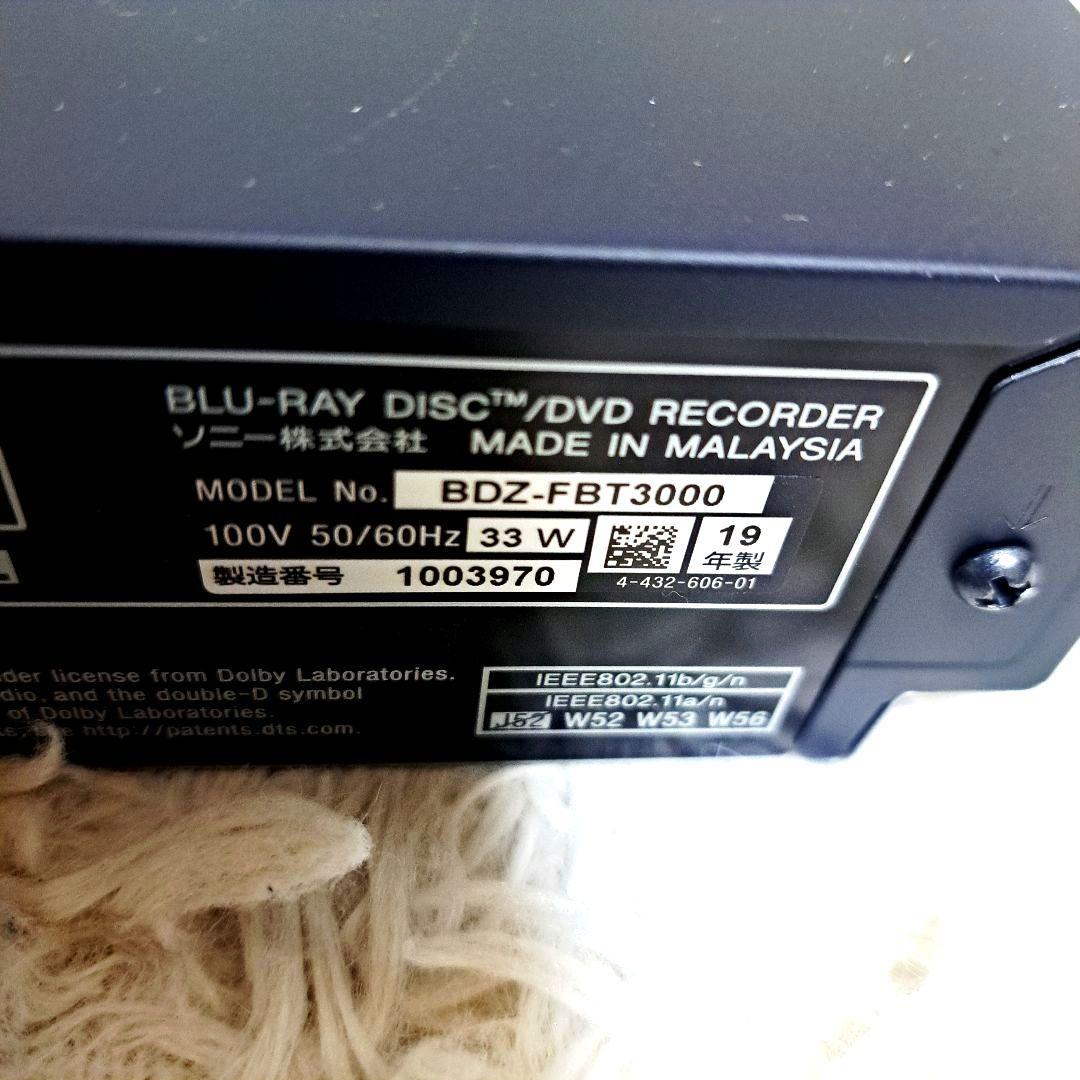 BLU-RAY DISC™/DVD RECORDER
ソニー株式会社 MADE IN MALAYSIA
MODEL No. BDZ-FBT3000
100V 50/60Hz 33 W
19
年製
製造番号 1003970
4-432-606-01
der license from Dolby Laboratories.
dio, and the double-D symbol
of Dolby Laboratories.
http://patents.dts.com.
IEEE802.11b/g/n
IEEE802.11a/n
J52 W52 W53 W56